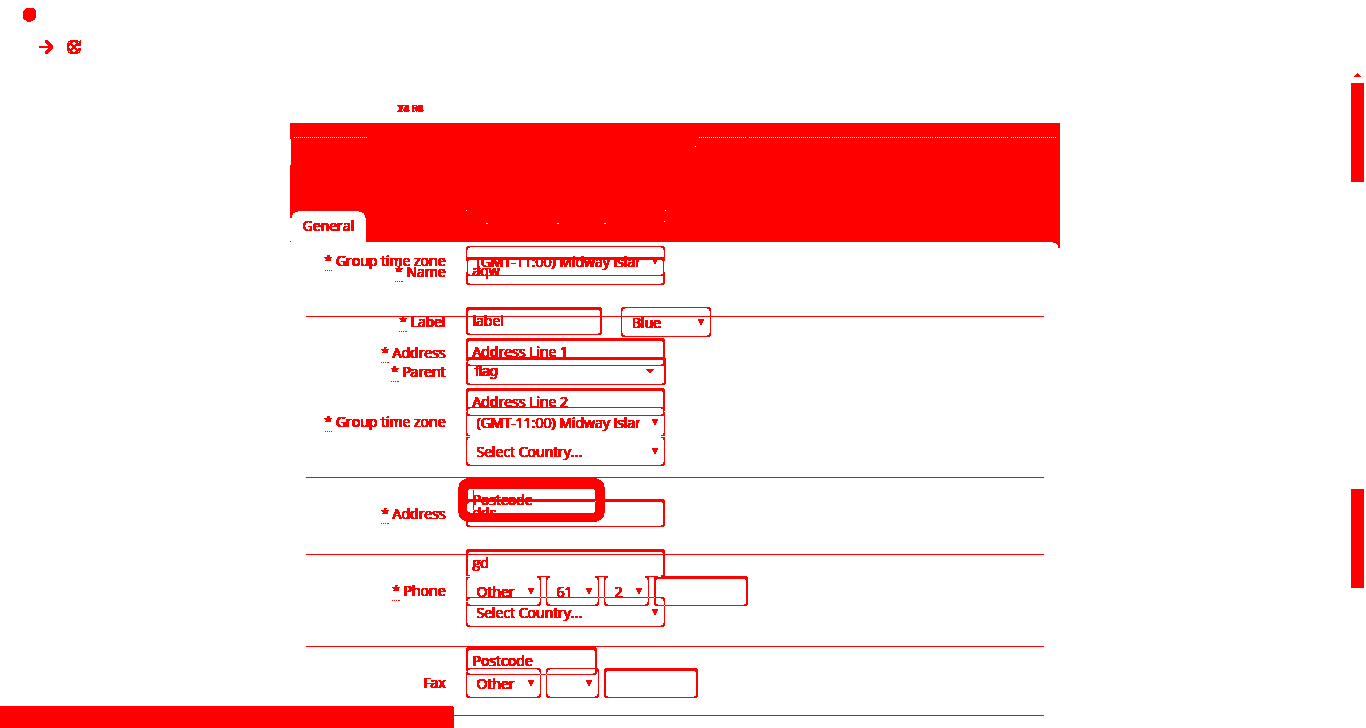 General
* Group time zone (GMT-11:00) Midway Islar
* Name aqw
* Label label Blue
* Address Address Line 1
* Parent flag
Address Line 2
* Group time zone (GMT-11:00) Midway Islar
Select Country...
Postcode
* Address
gd
* Phone Other 61 2
Select Country...
Postcode
Fax Other